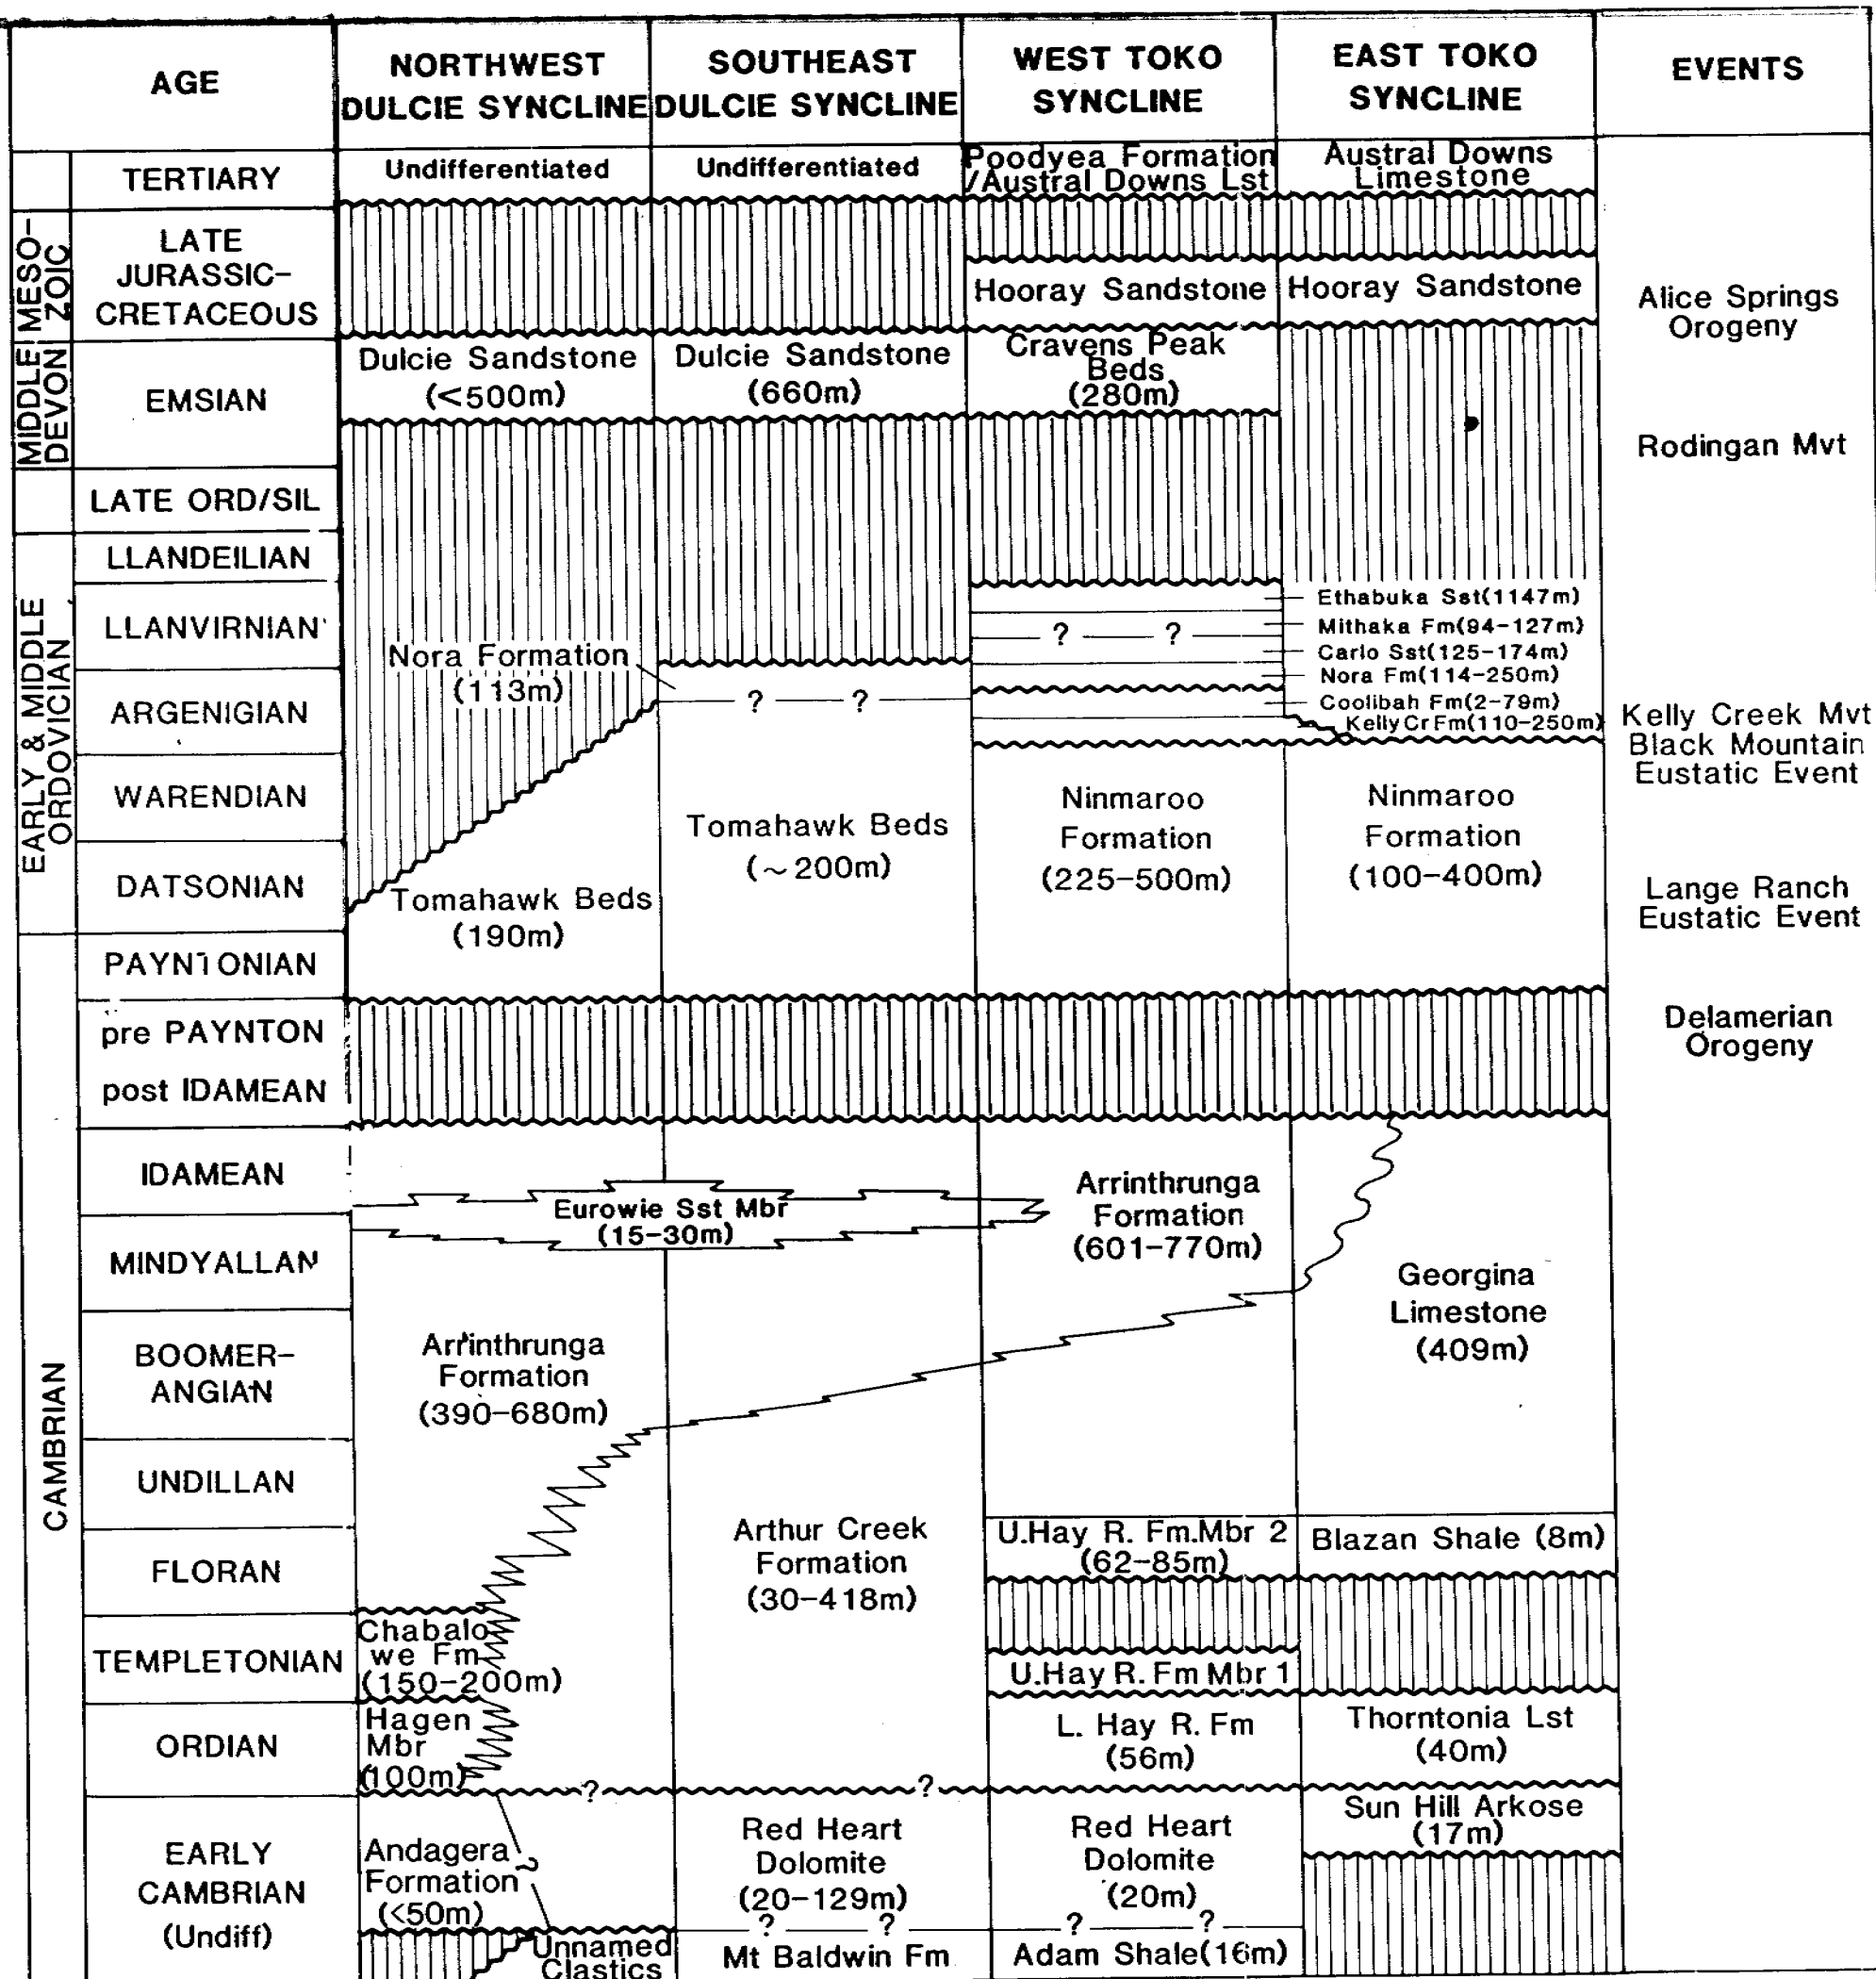 AGE
NORTHWEST
DULCIE SYNCLINE
SOUTHEAST
DULCIE SYNCLINE
WEST TOKO
SYNCLINE
EAST TOKO
SYNCLINE
EVENTS
TERTIARY
Undifferentiated
Undifferentiated
Poodyea Formation
/Austral Downs Lst
Austral Downs
Limestone
MESO-
ZOIC
LATE
JURASSIC-
CRETACEOUS
Hooray Sandstone
Hooray Sandstone
Alice Springs
Orogeny
MIDDLE
DEVON
EMSIAN
Dulcie Sandstone
(<500m)
Dulcie Sandstone
(660m)
Cravens Peak
Beds
(280m)
Rodingan Mvt
LATE ORD/SIL
EARLY & MIDDLE
ORDOVICIAN
LLANDEILIAN
LLANVIRNIAN
Nora Formation
(113m)
? ?
Ethabuka Sst(1147m)
Mithaka Fm(94-127m)
Carlo Sst(125-174m)
Nora Fm(114-250m)
ARGENIGIAN
? ?
Coolibah Fm(2-79m)
Kelly Cr Fm(110-250m)
Kelly Creek Mvt
Black Mountain
Eustatic Event
WARENDIAN
Tomahawk Beds
(~200m)
Ninmaroo
Formation
(225-500m)
Ninmaroo
Formation
(100-400m)
DATSONIAN
Tomahawk Beds
(190m)
Lange Ranch
Eustatic Event
CAMBRIAN
PAYNTONIAN
pre PAYNTON
post IDAMEAN
Delamerian
Orogeny
IDAMEAN
Eurowie Sst Mbr
(15-30m)
Arrinthrunga
Formation
(601-770m)
MINDYALLAN
Georgina
Limestone
(409m)
BOOMER-
ANGIAN
Arrinthrunga
Formation
(390-680m)
UNDILLAN
Arthur Creek
Formation
(30-418m)
FLORAN
U.Hay R. Fm.Mbr 2
(62-85m)
Blazan Shale (8m)
TEMPLETONIAN
Chabalo
we Fm
(150-200m)
U.Hay R. Fm Mbr 1
ORDIAN
Hagen
Mbr
(100m)
L. Hay R. Fm
(56m)
Thorntonia Lst
(40m)
? ?
EARLY
CAMBRIAN
(Undiff)
Andagera
Formation
(<50m)
?
Red Heart
Dolomite
(20-129m)
Red Heart
Dolomite
(20m)
Sun Hill Arkose
(17m)
? ?
? ?
Unnamed
Clastics
Mt Baldwin Fm
Adam Shale(16m)